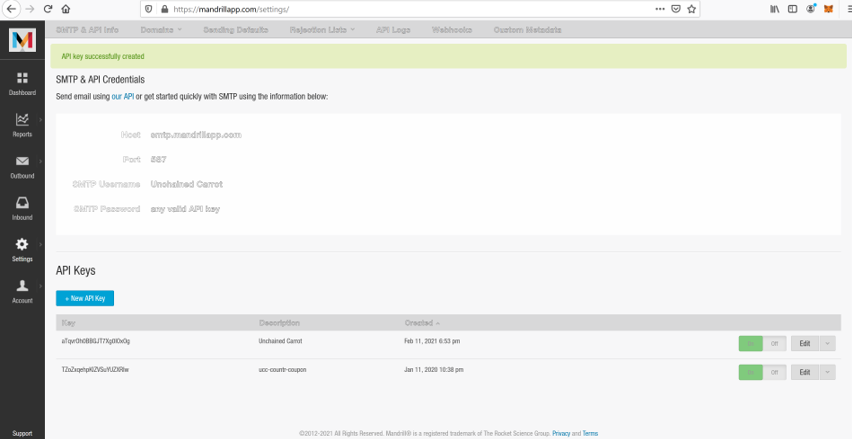 https://mandrillapp.com/settings/
SMTP & API Info Domains Sending Defaults Rejection Lists API Logs Webhooks Custom Metadata
API key successfully created
SMTP & API Credentials
Send email using our API or get started quickly with SMTP using the information below:
Host smtp.mandrillapp.com
Port 587
SMTP Username Unchained Carrot
SMTP Password any valid API key
Dashboard
Reports
Outbound
Inbound
Settings
Account
Support
API Keys
+ New API Key
Key Description Created
Unchained Carrot Feb 11, 2021 6:53 pm Off Edit
ucc-countr-coupon Jan 11, 2020 10:38 pm Off Edit
©2012-2021 All Rights Reserved. Mandrill® is a registered trademark of The Rocket Science Group. Privacy and Terms